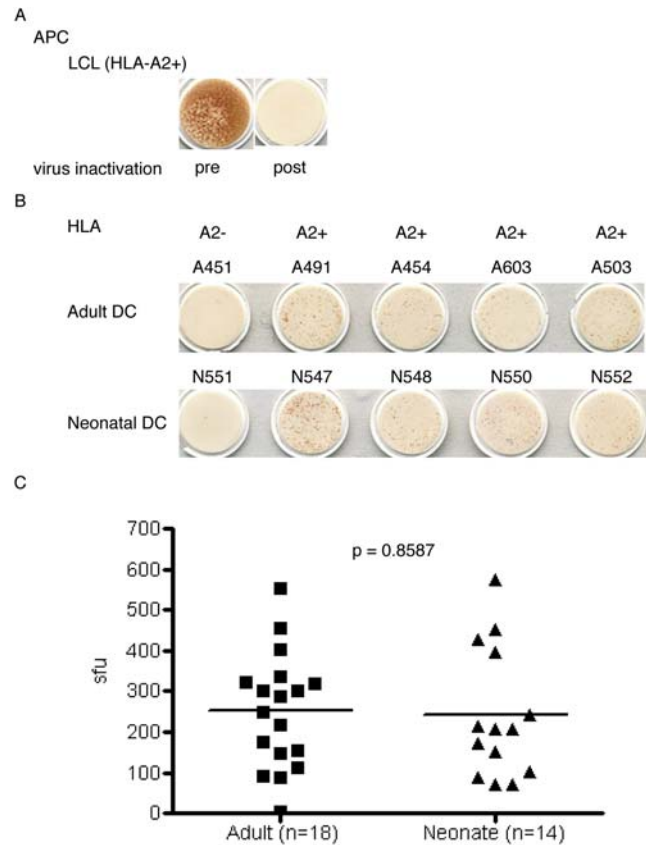 A
APC
LCL (HLA-A2+)
virus inactivation pre post
B
HLA A2- A2+ A2+ A2+ A2+
A451 A491 A454 A603 A503
Adult DC
N551 N547 N548 N550 N552
Neonatal DC
C
p = 0.8587
700
600
500
400
300
200
100
0
sfu
Adult (n=18) Neonate (n=14)